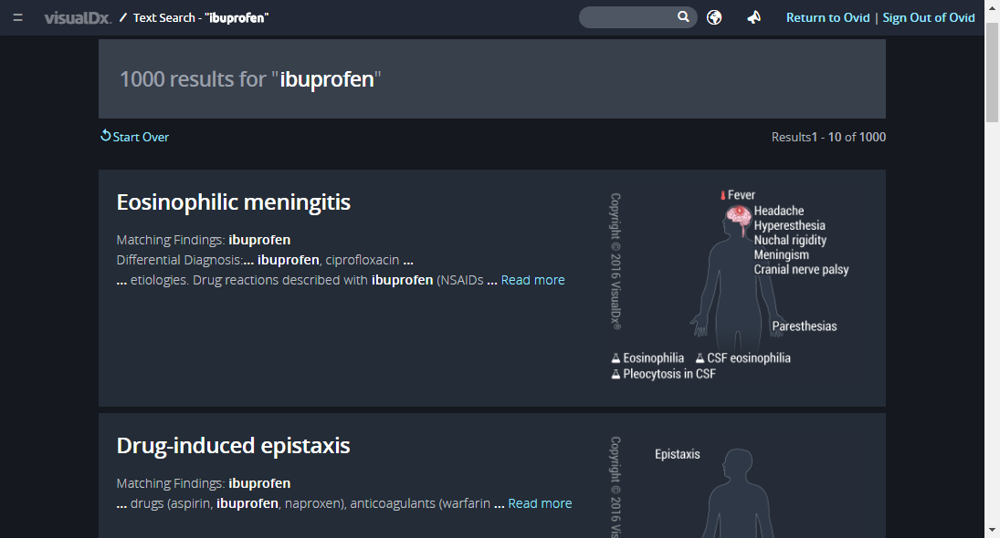 visualDx. / Text Search - "ibuprofen"
Return to Ovid | Sign Out of Ovid
1000 results for "ibuprofen"
Start Over
Results1 - 10 of 1000
Eosinophilic meningitis
Matching Findings: ibuprofen
Differential Diagnosis:... ibuprofen, ciprofloxacin ...
... etiologies. Drug reactions described with ibuprofen (NSAIDs ... Read more
Copyright © 2016 VisualDx®
Fever
Headache
Hyperesthesia
Nuchal rigidity
Meningism
Cranial nerve palsy
Paresthesias
Eosinophilia CSF eosinophilia
Pleocytosis in CSF
Drug-induced epistaxis
Matching Findings: ibuprofen
... drugs (aspirin, ibuprofen, naproxen), anticoagulants (warfarin ... Read more
Copyright © 2016 Vis
Epistaxis